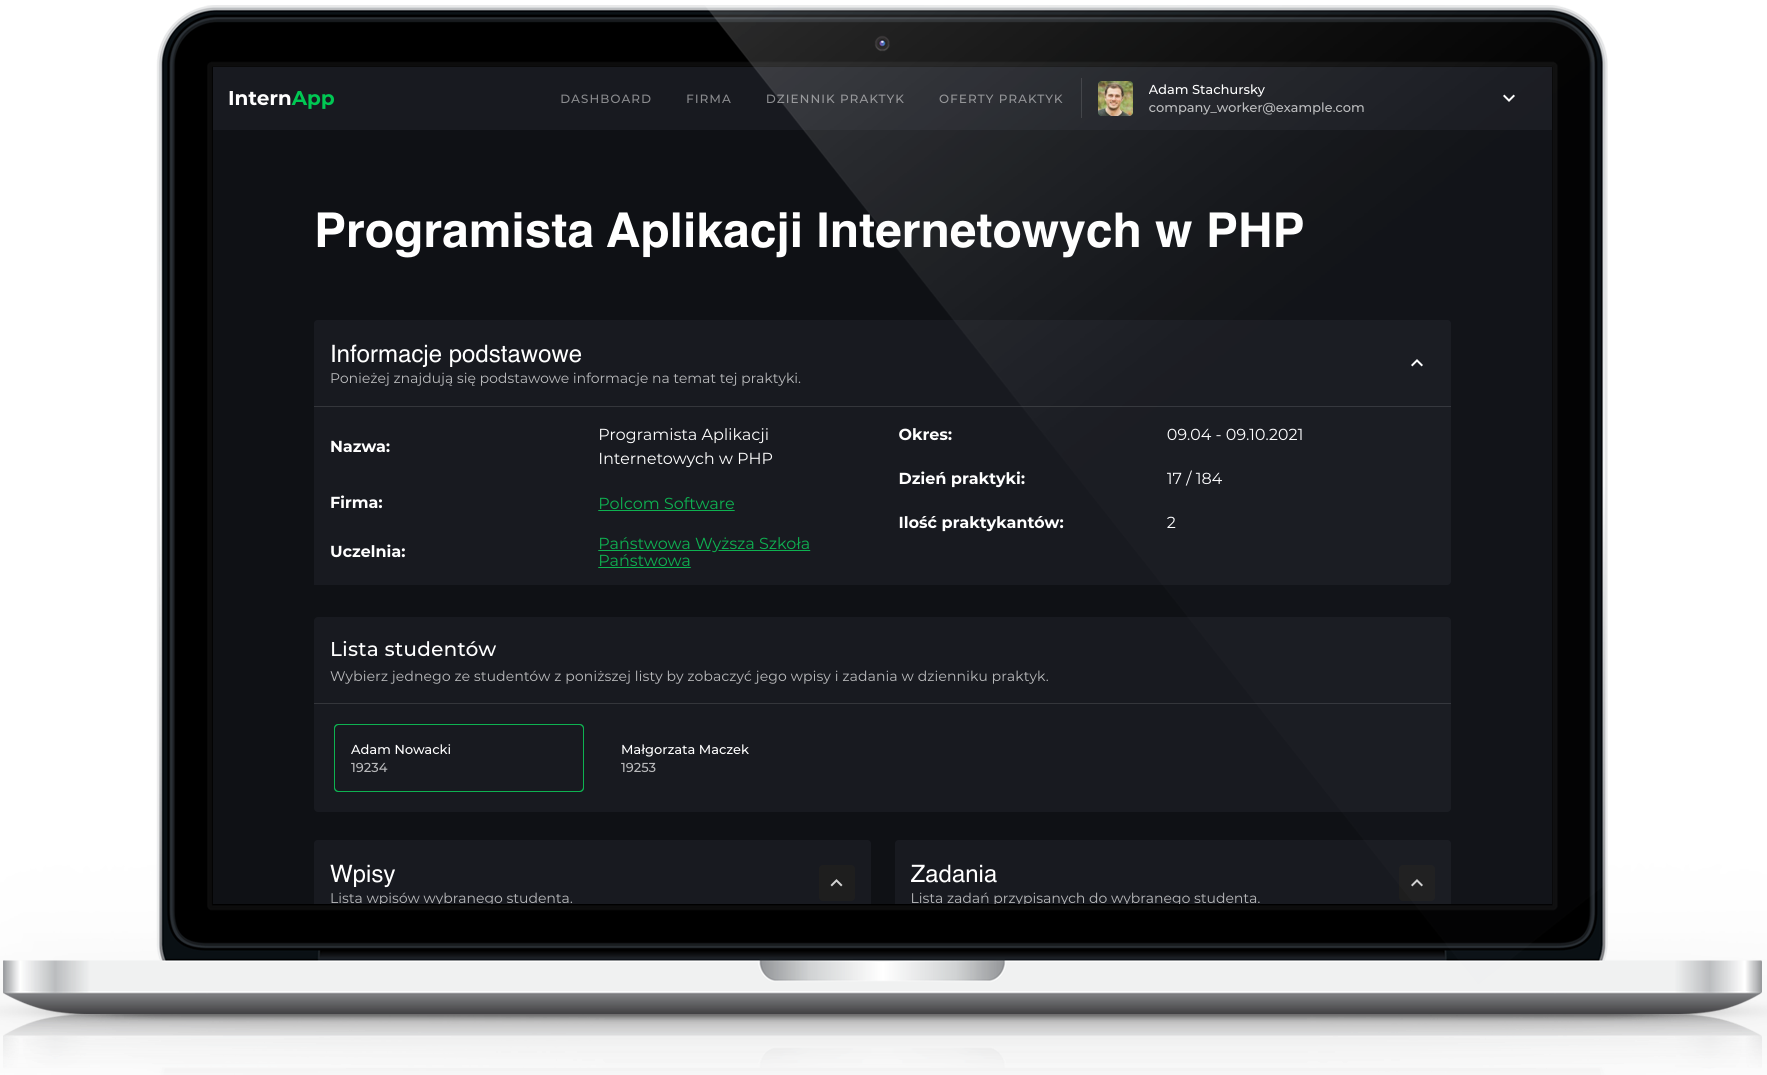 InternApp
DASHBOARD
FIRMA
DZIENNIK PRAKTYK
OFERTY PRAKTYK
Adam Stachursky
company_worker@example.com
Programista Aplikacji Internetowych w PHP
Informacje podstawowe
Ponieżej znajdują się podstawowe informacje na temat tej praktyki.
Nazwa:
Programista Aplikacji
Internetowych w PHP
Firma:
Polcom Software
Uczelnia:
Państwowa Wyższa Szkoła
Państwowa
Okres:
09.04 - 09.10.2021
Dzień praktyki:
17 / 184
Ilość praktykantów:
2
Lista studentów
Wybierz jednego ze studentów z poniższej listy by zobaczyć jego wpisy i zadania w dzienniku praktyk.
Adam Nowacki
19234
Małgorzata Maczek
19253
Wpisy
Lista wpisów wybranego studenta.
Zadania
Lista zadań przypisanych do wybranego studenta.